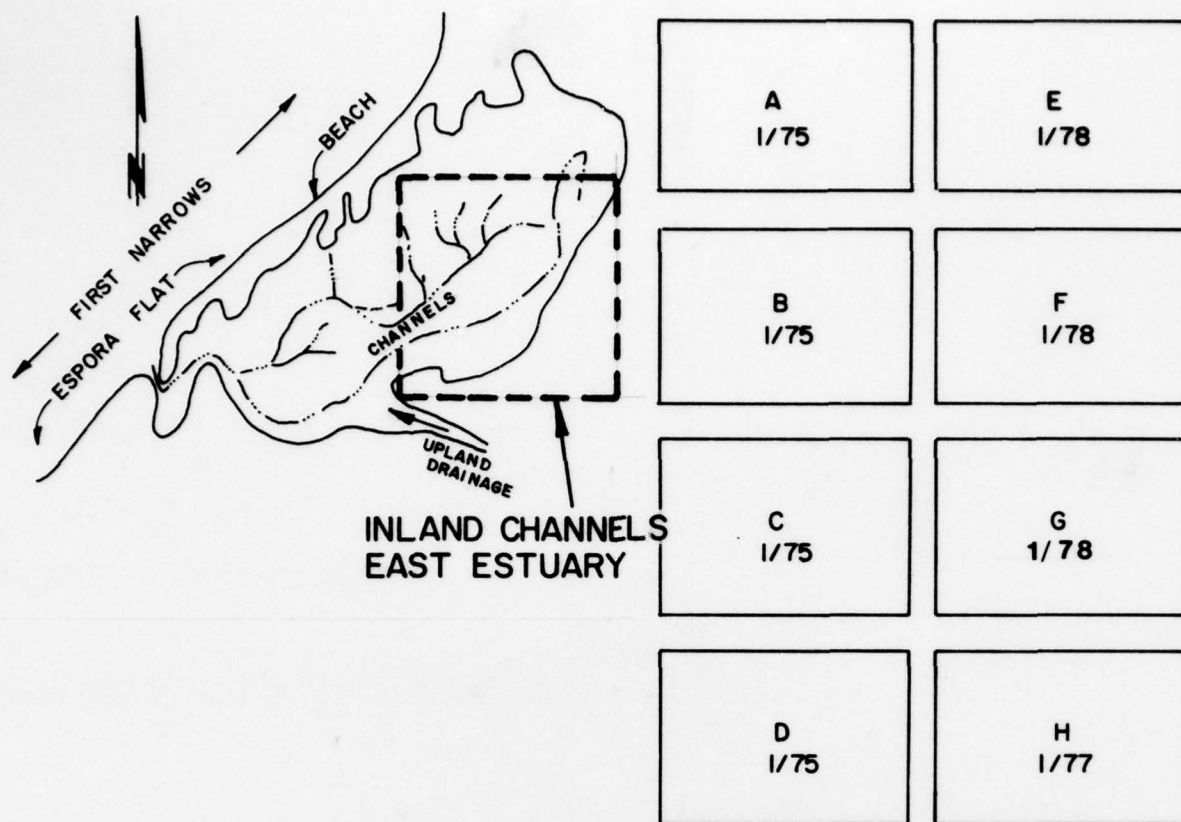 N
BEACH
FIRST NARROWS
ESPORA FLAT
CHANNELS
UPLAND
DRAINAGE
INLAND CHANNELS
EAST ESTUARY
A
1/75
E
1/78
B
1/75
F
1/78
C
1/75
G
1/78
D
1/75
H
1/77